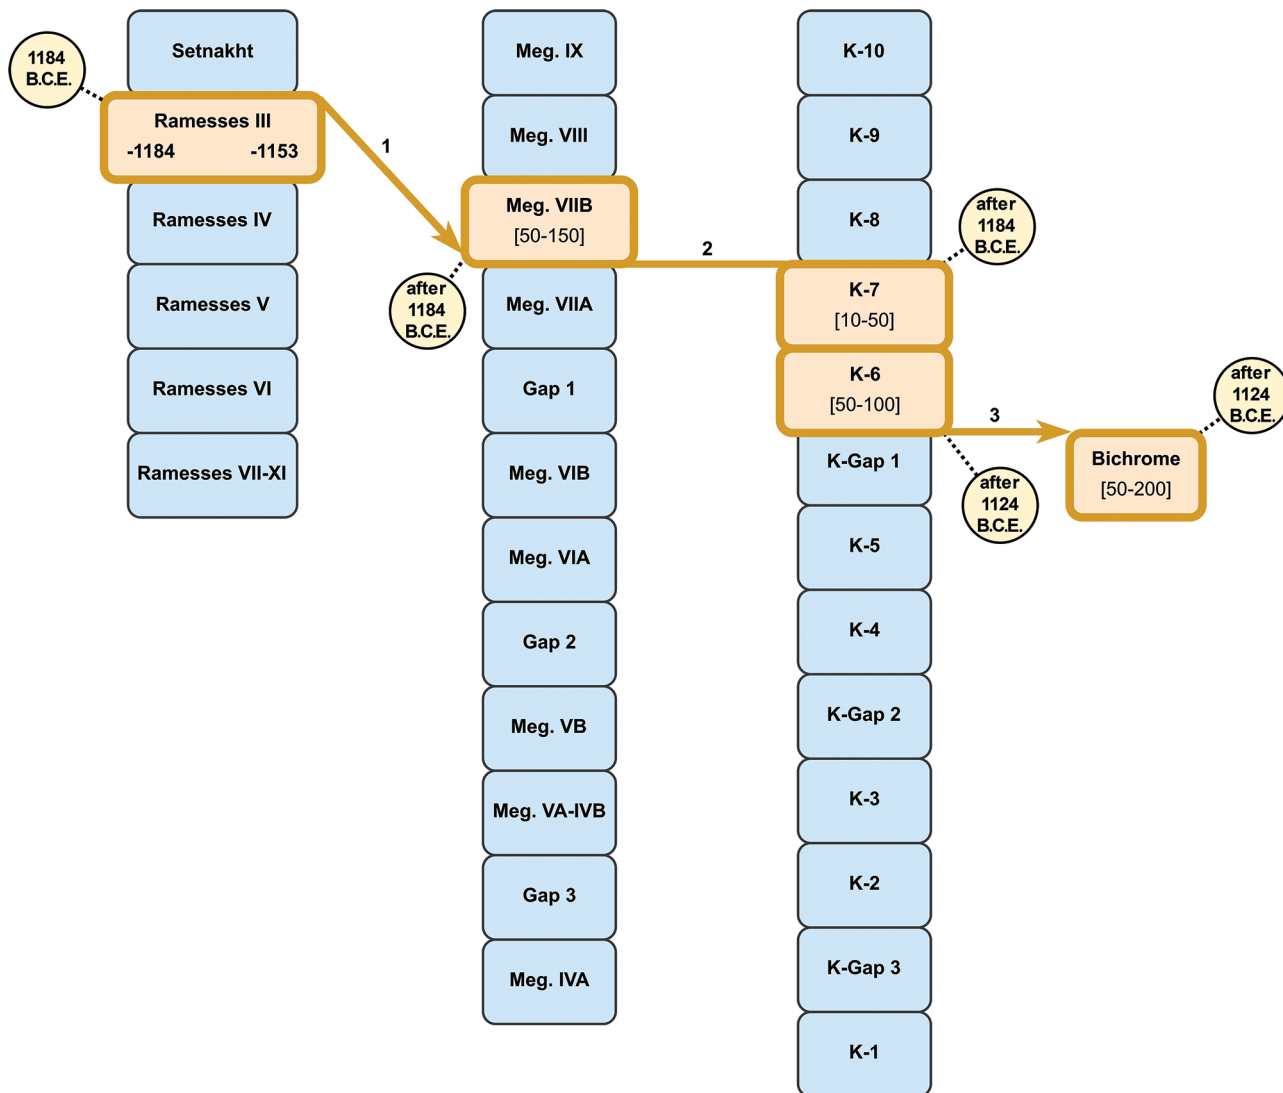 1184
B.C.E.
Setnakht
Ramesses III
-1184 -1153
Ramesses IV
Ramesses V
Ramesses VI
Ramesses VII-XI
1
Meg. IX
Meg. VIII
Meg. VIIB
[50-150]
after
1184
B.C.E.
Meg. VIIA
Gap 1
Meg. VIB
Meg. VIA
Gap 2
Meg. VB
Meg. VA-IVB
Gap 3
Meg. IVA
2
K-10
K-9
K-8
after
1184
B.C.E.
K-7
[10-50]
K-6
[50-100]
K-Gap 1
after
1124
B.C.E.
K-5
K-4
K-Gap 2
K-3
K-2
K-Gap 3
K-1
3
after
1124
B.C.E.
Bichrome
[50-200]